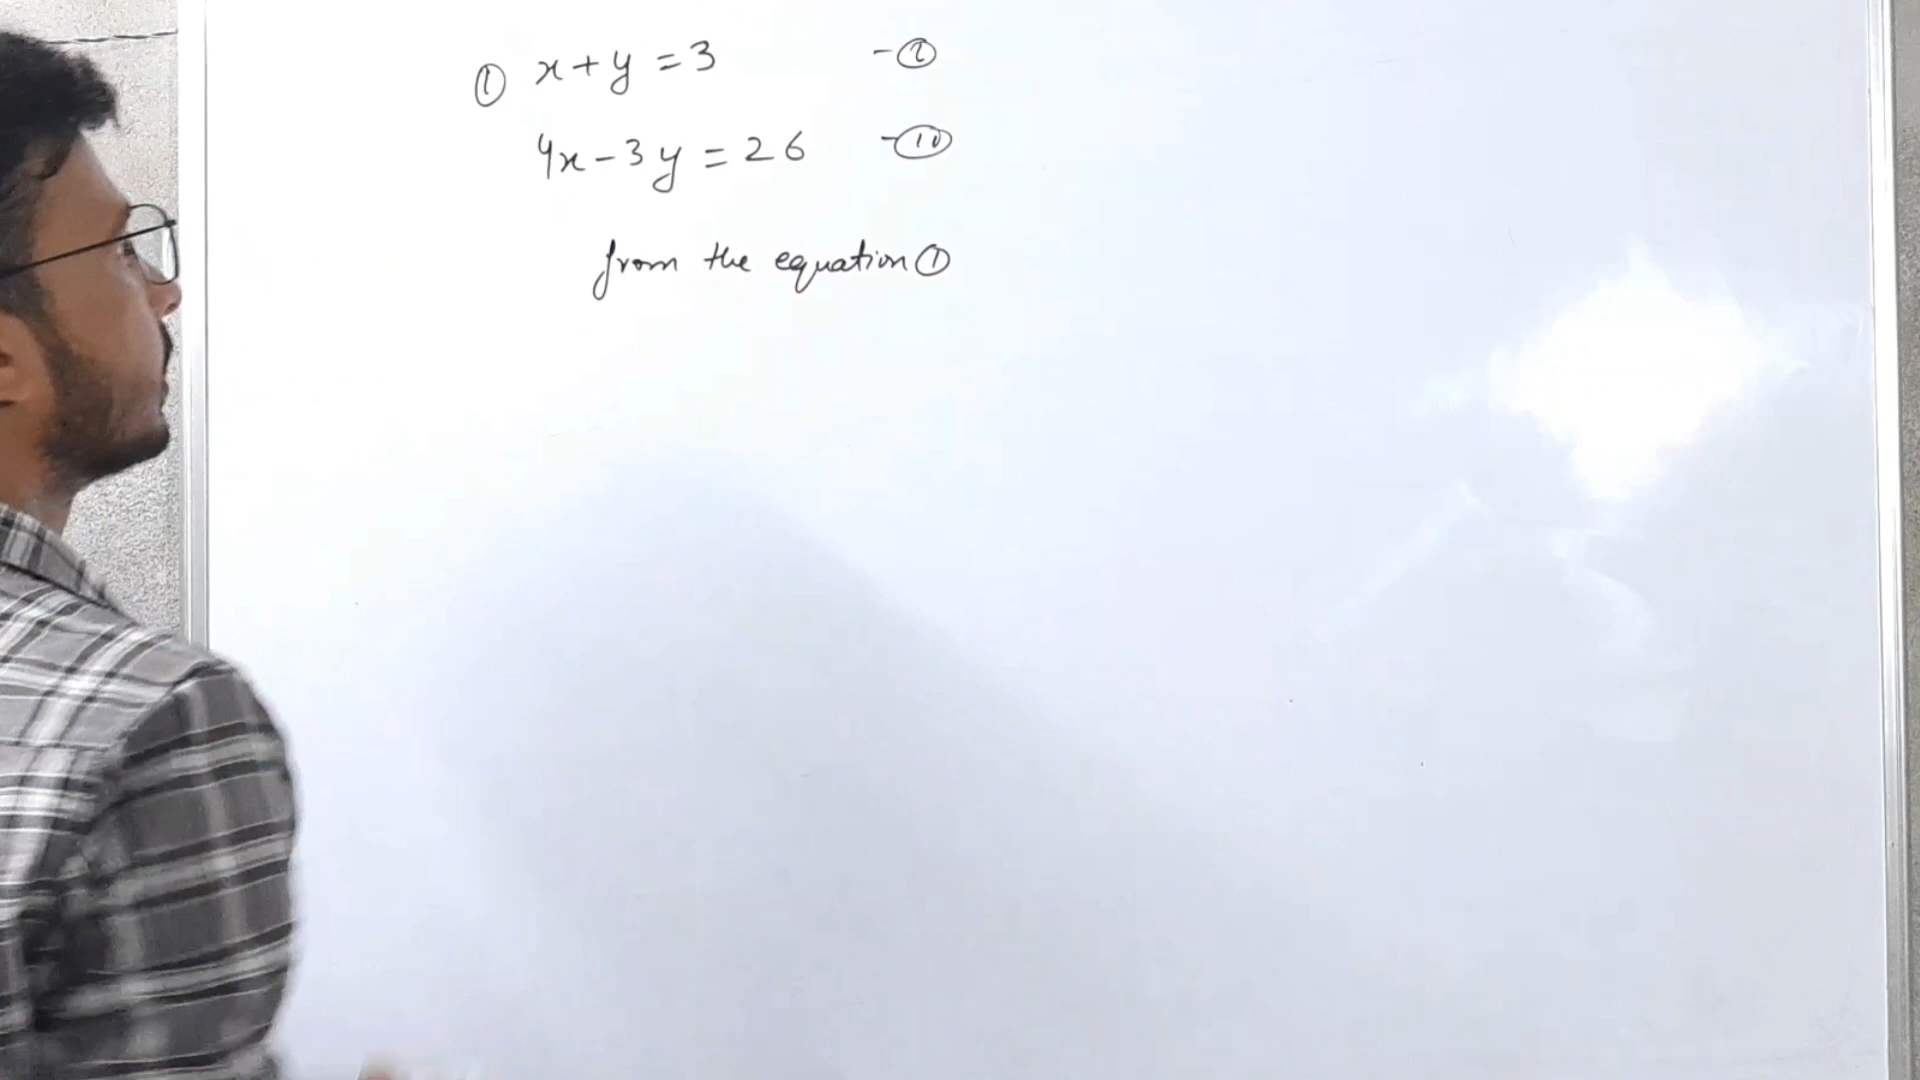 ① x + y = 3 - ⓘ
4x - 3y = 26 - ⓘⓘ
from the equation ①